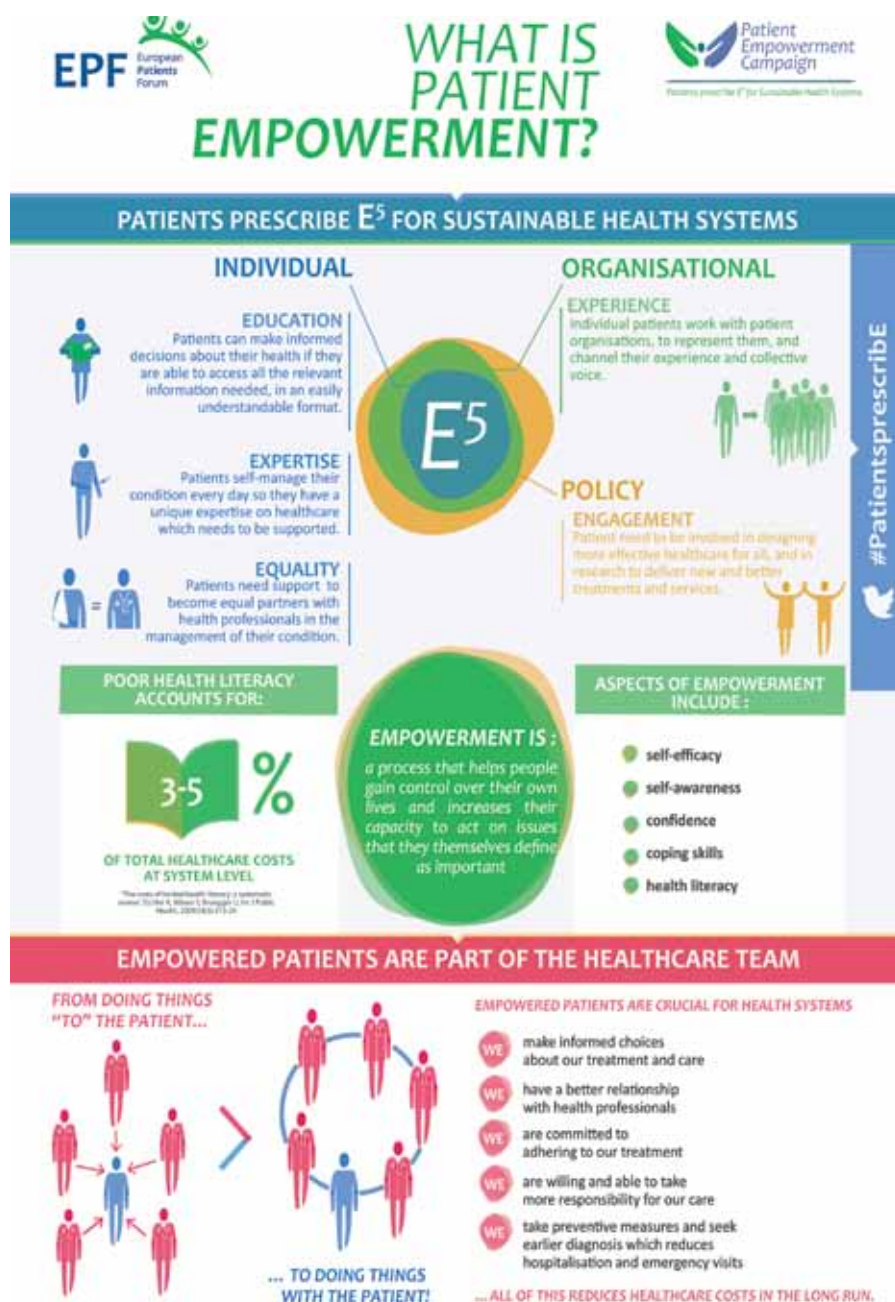 EPF
European
Patients
Forum
WHAT IS
PATIENT
EMPOWERMENT?
Patient
Empowerment
Campaign
Patients prescribe E⁵ for Sustainable Health Systems
PATIENTS PRESCRIBE E⁵ FOR SUSTAINABLE HEALTH SYSTEMS
INDIVIDUAL
EDUCATION
Patients can make informed
decisions about their health if they
are able to access all the relevant
information needed, in an easily
understandable format.
EXPERTISE
Patients self-manage their
condition every day so they have a
unique expertise on healthcare
which needs to be supported.
EQUALITY
Patients need support to
become equal partners with
health professionals in the
management of their condition.
E⁵
ORGANISATIONAL
EXPERIENCE
Individual patients work with patient
organisations, to represent them, and
channel their experience and collective
voice.
POLICY
ENGAGEMENT
Patient need to be involved in designing
more effective healthcare for all, and in
research to deliver new and better
treatments and services.
#PatientsprescribE
POOR HEALTH LITERACY
ACCOUNTS FOR:
3-5 %
OF TOTAL HEALTHCARE COSTS
AT SYSTEM LEVEL
EMPOWERMENT IS :
a process that helps people
gain control over their own
lives and increases their
capacity to act on issues
that they themselves define
as important
ASPECTS OF EMPOWERMENT
INCLUDE :
self-efficacy
self-awareness
confidence
coping skills
health literacy
EMPOWERED PATIENTS ARE PART OF THE HEALTHCARE TEAM
FROM DOING THINGS
"TO" THE PATIENT...
... TO DOING THINGS
WITH THE PATIENT!
EMPOWERED PATIENTS ARE CRUCIAL FOR HEALTH SYSTEMS
WE make informed choices
about our treatment and care
WE have a better relationship
with health professionals
WE are committed to
adhering to our treatment
WE are willing and able to take
more responsibility for our care
WE take preventive measures and seek
earlier diagnosis which reduces
hospitalisation and emergency visits
... ALL OF THIS REDUCES HEALTHCARE COSTS IN THE LONG RUN.